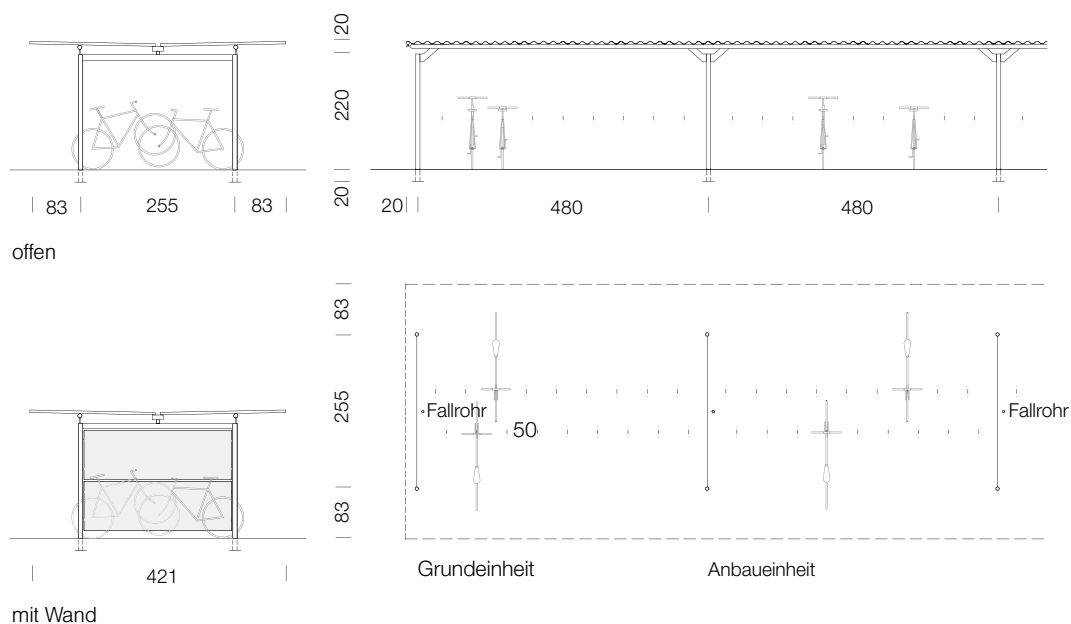 20
220
20
83
255
83
20
480
480
offen
83
255
83
Fallrohr
50
Fallrohr
421
Grundeinheit
Anbaueinheit
mit Wand